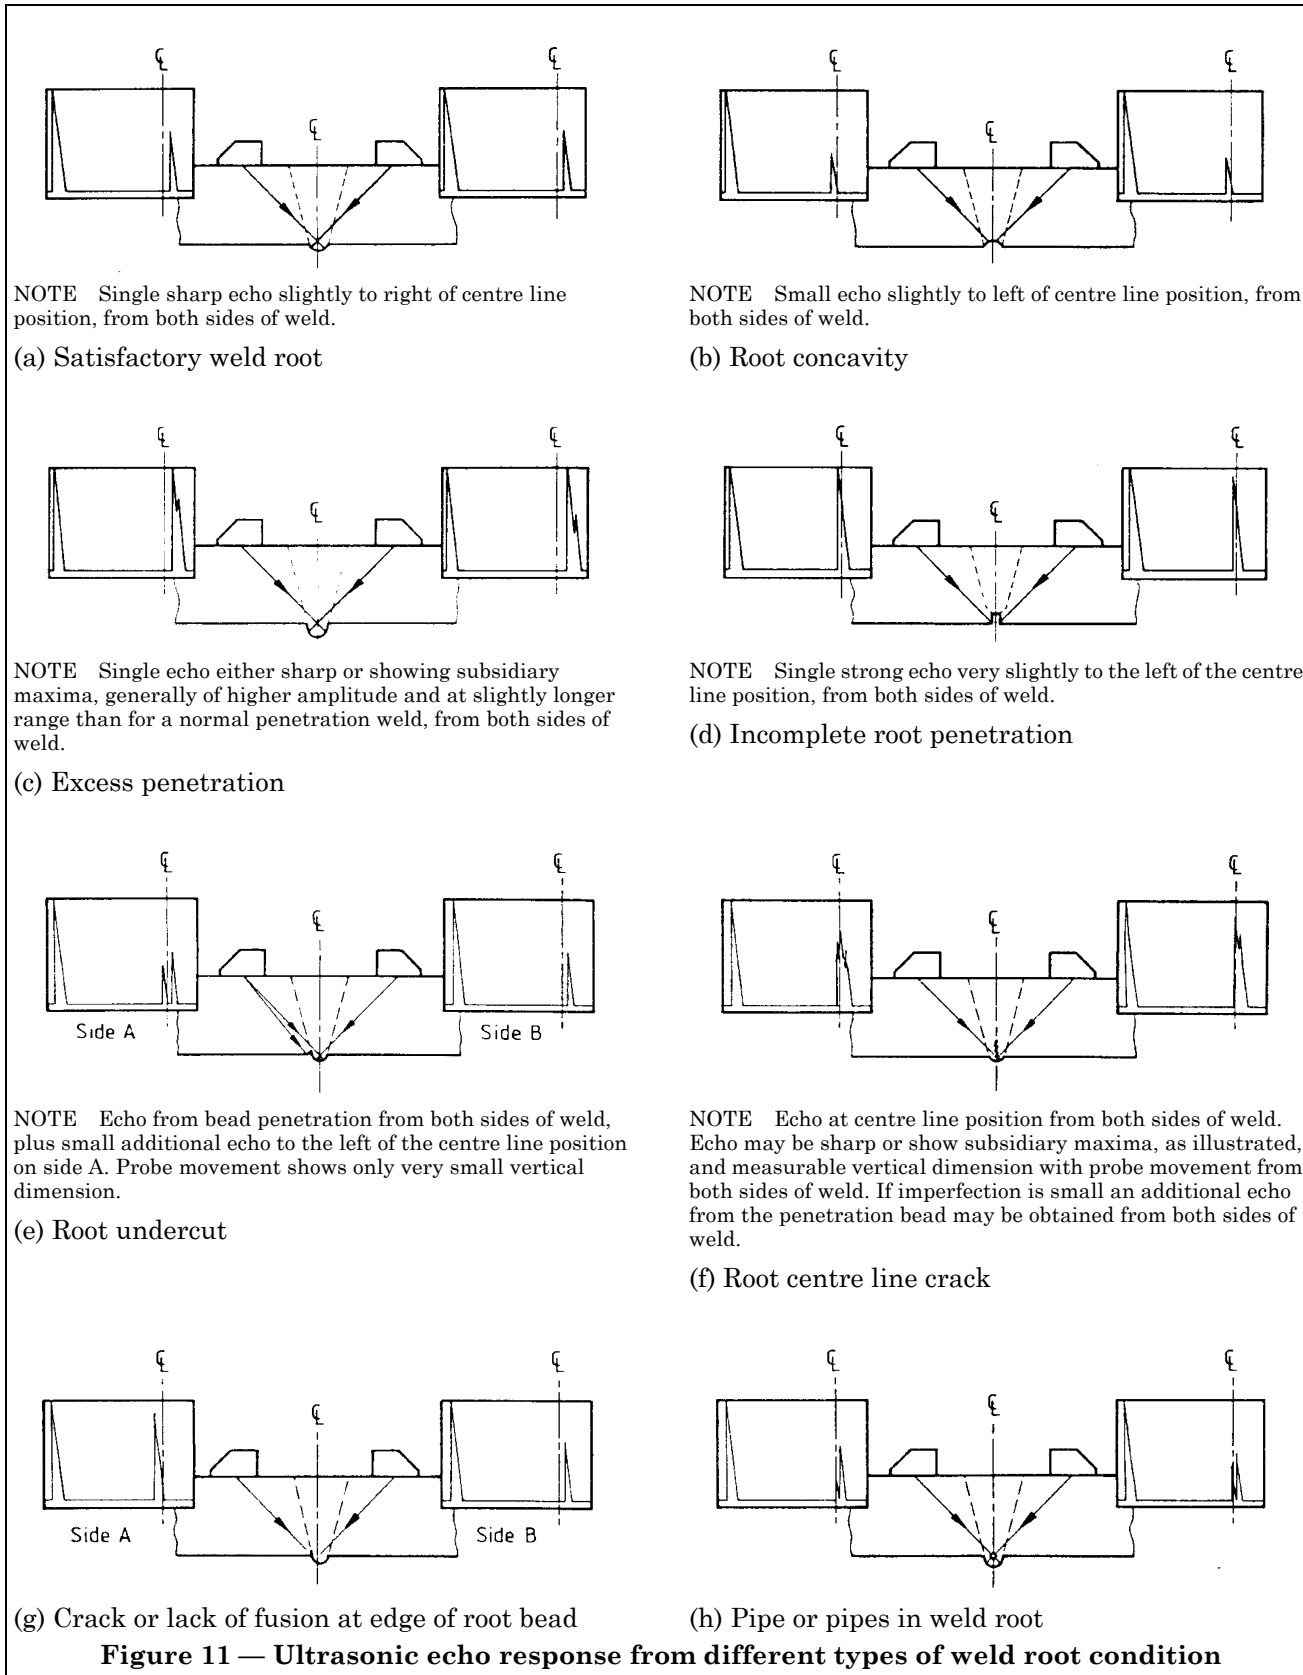 ℄ ℄ ℄
NOTE Single sharp echo slightly to right of centre line
position, from both sides of weld.
(a) Satisfactory weld root
℄ ℄ ℄
NOTE Small echo slightly to left of centre line position, from
both sides of weld.
(b) Root concavity
℄ ℄ ℄
NOTE Single echo either sharp or showing subsidiary
maxima, generally of higher amplitude and at slightly longer
range than for a normal penetration weld, from both sides of
weld.
(c) Excess penetration
℄ ℄ ℄
NOTE Single strong echo very slightly to the left of the centre
line position, from both sides of weld.
(d) Incomplete root penetration
℄ ℄ ℄
Side A Side B
NOTE Echo from bead penetration from both sides of weld,
plus small additional echo to the left of the centre line position
on side A. Probe movement shows only very small vertical
dimension.
(e) Root undercut
℄ ℄ ℄
NOTE Echo at centre line position from both sides of weld.
Echo may be sharp or show subsidiary maxima, as illustrated,
and measurable vertical dimension with probe movement from
both sides of weld. If imperfection is small an additional echo
from the penetration bead may be obtained from both sides of
weld.
(f) Root centre line crack
℄ ℄ ℄
Side A Side B
(g) Crack or lack of fusion at edge of root bead
℄ ℄ ℄
(h) Pipe or pipes in weld root
Figure 11 — Ultrasonic echo response from different types of weld root condition